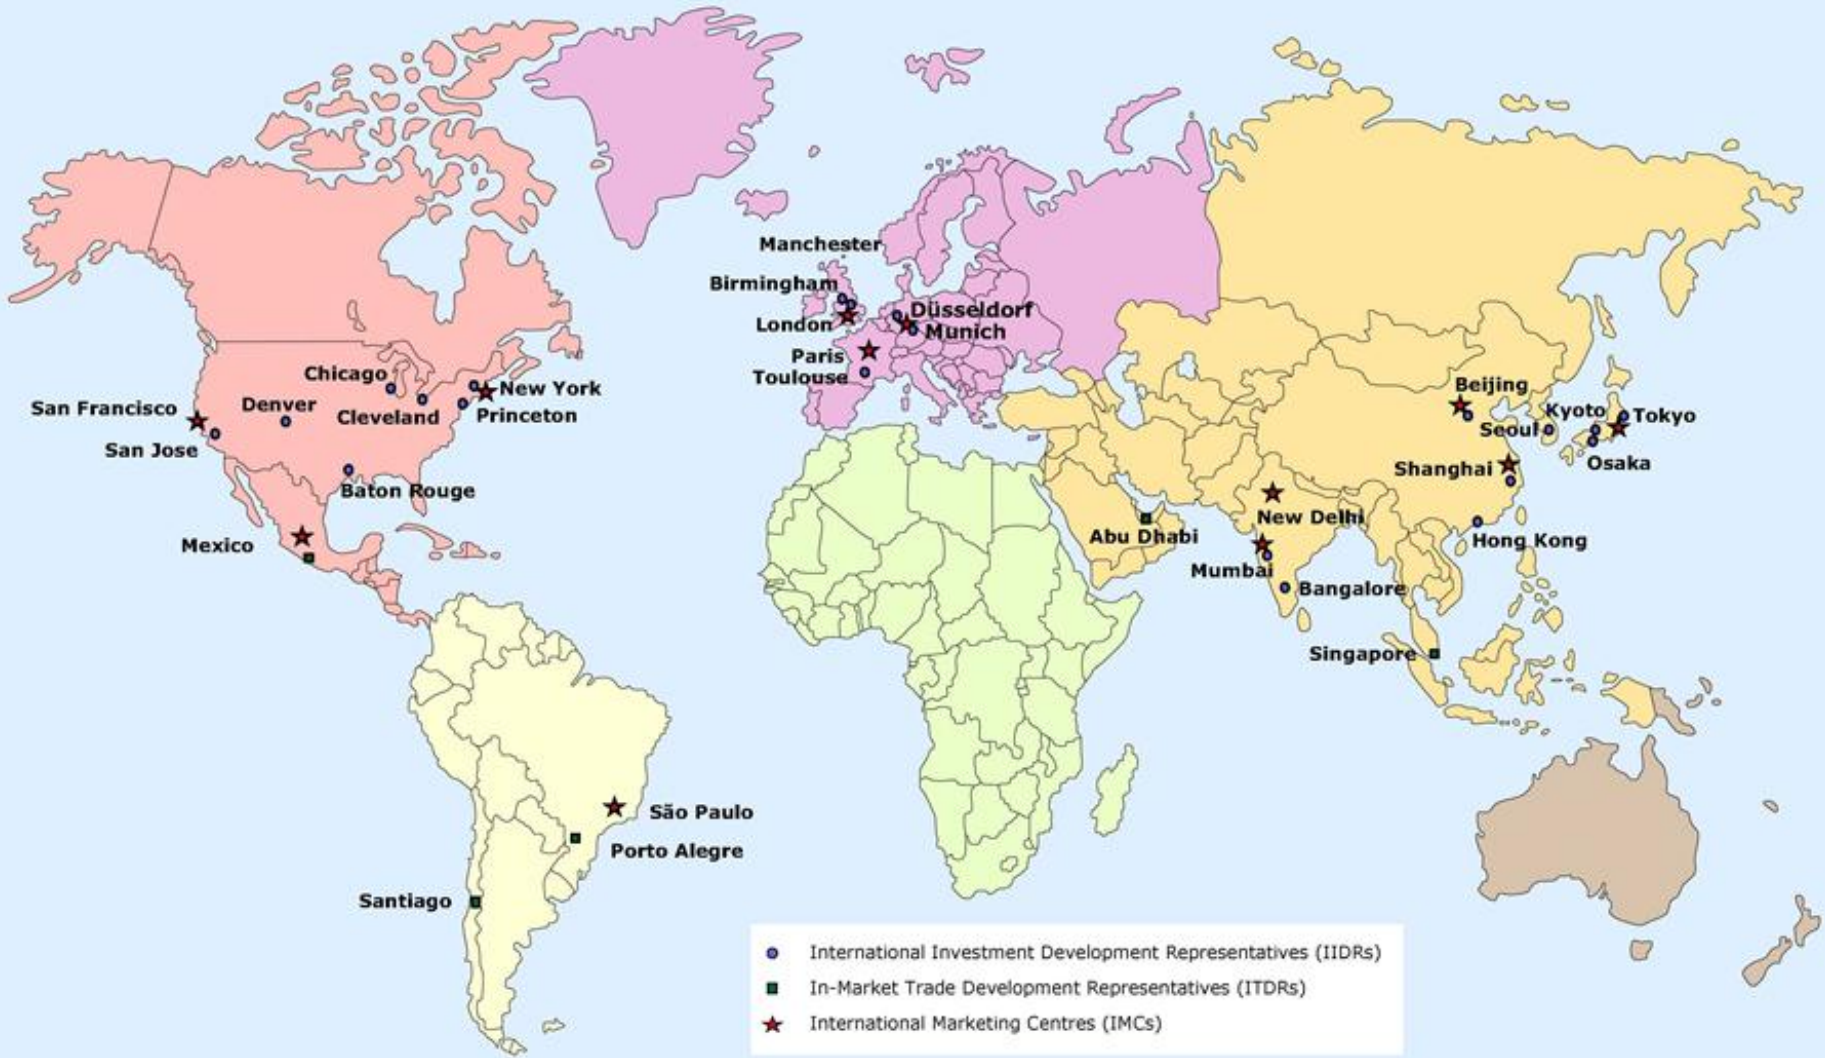 Manchester
Birmingham
London
Düsseldorf
Munich
Paris
Toulouse
Chicago
New York
San Francisco
Denver
Cleveland
Princeton
San Jose
Baton Rouge
Mexico
Beijing
Kyoto
Tokyo
Seoul
Shanghai
Osaka
New Delhi
Abu Dhabi
Hong Kong
Mumbai
Bangalore
Singapore
São Paulo
Porto Alegre
Santiago
International Investment Development Representatives (IIDRs)
In-Market Trade Development Representatives (ITDRs)
International Marketing Centres (IMCs)